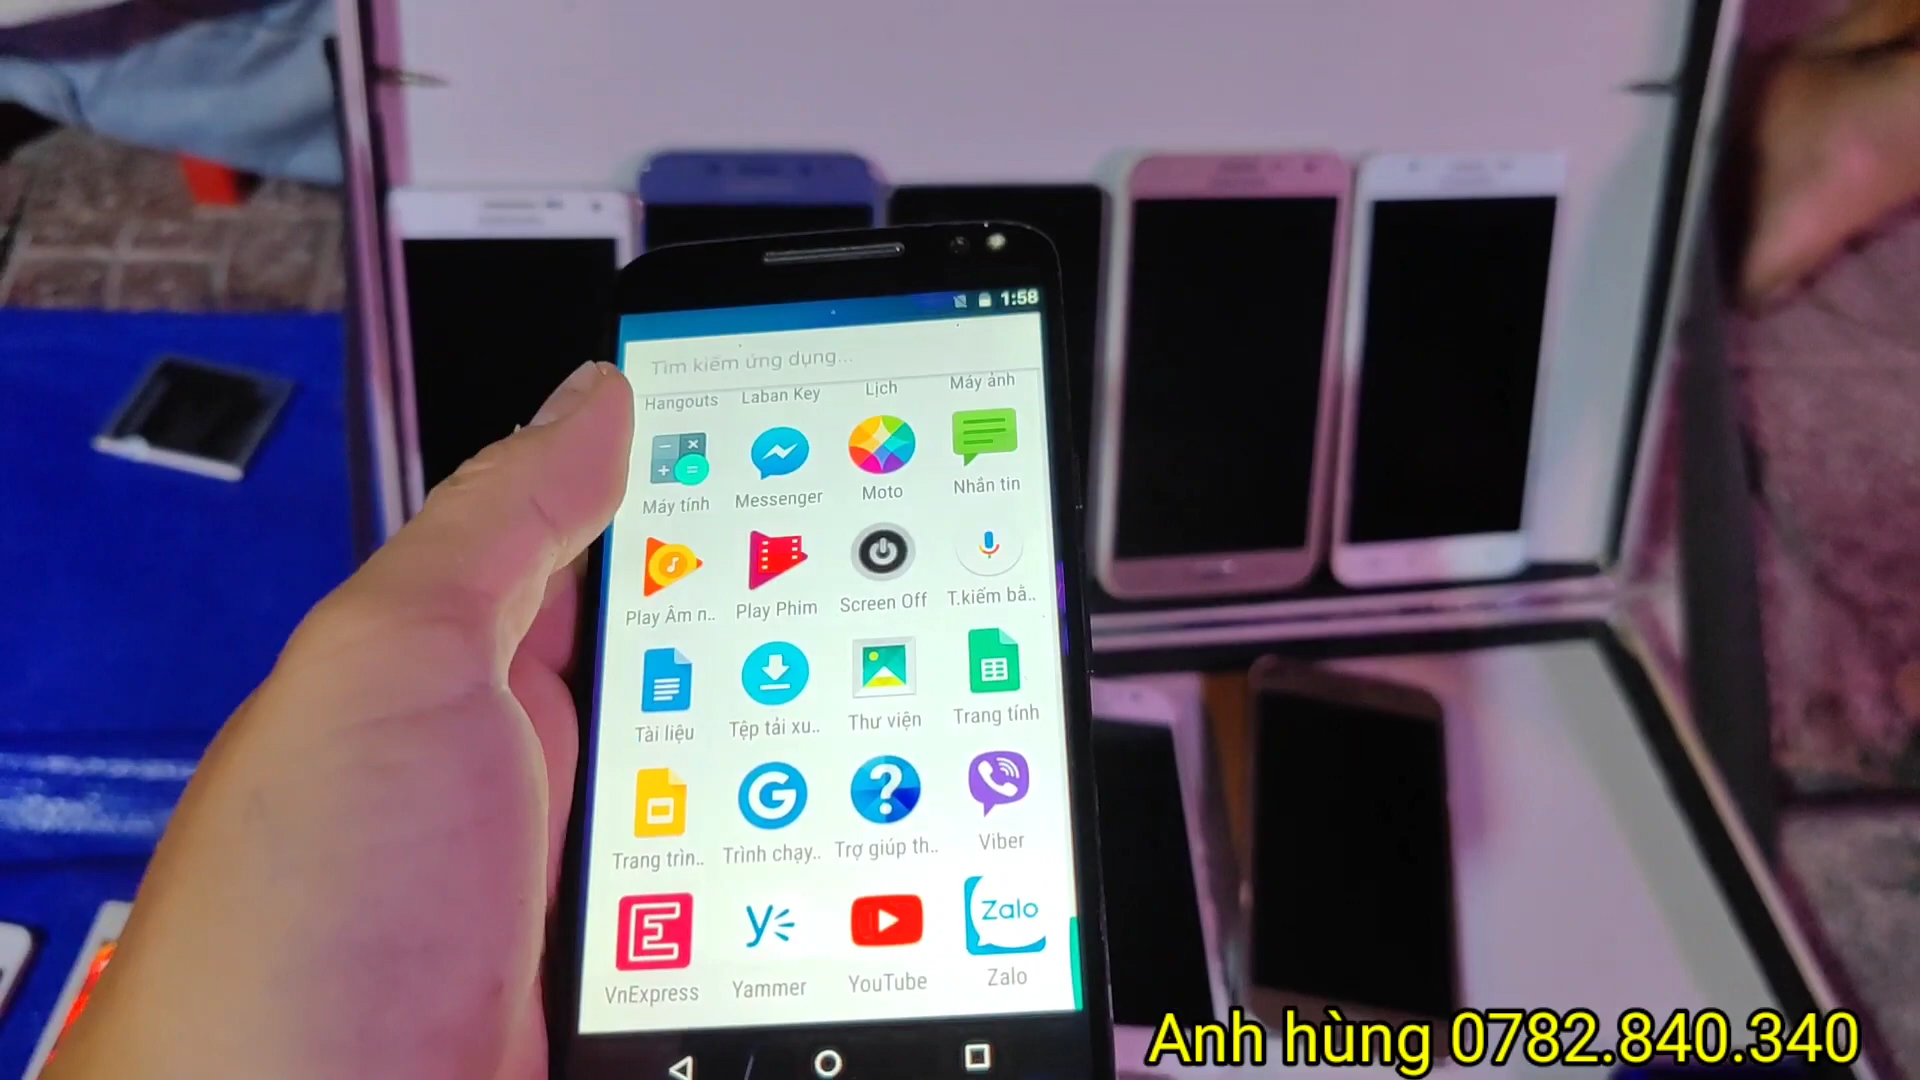 1:58
Tìm kiếm ứng dụng...
Hangouts Laban Key Lịch Máy ảnh
Máy tính Messenger Moto Nhắn tin
Play Âm n.. Play Phim Screen Off T.kiếm bằ..
Tài liệu Tệp tải xu.. Thư viện Trang tính
Trang trìn.. Trình chạy.. Trợ giúp th.. Viber
Zalo
VnExpress Yammer YouTube Zalo
Anh hùng 0782.840.340